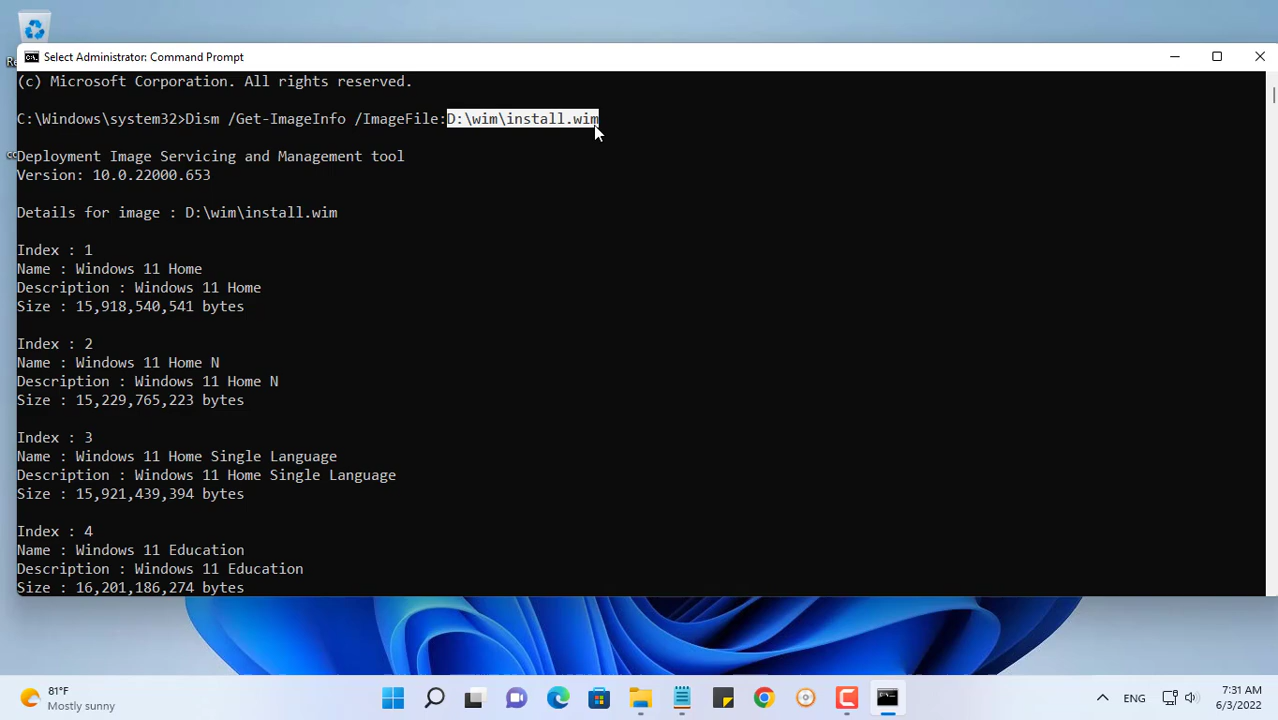 Select Administrator: Command Prompt
(c) Microsoft Corporation. All rights reserved.
C:\Windows\system32>Dism /Get-ImageInfo /ImageFile:D:\wim\install.wim
Deployment Image Servicing and Management tool
Version: 10.0.22000.653
Details for image : D:\wim\install.wim
Index : 1
Name : Windows 11 Home
Description : Windows 11 Home
Size : 15,918,540,541 bytes
Index : 2
Name : Windows 11 Home N
Description : Windows 11 Home N
Size : 15,229,765,223 bytes
Index : 3
Name : Windows 11 Home Single Language
Description : Windows 11 Home Single Language
Size : 15,921,439,394 bytes
Index : 4
Name : Windows 11 Education
Description : Windows 11 Education
Size : 16,201,186,274 bytes
81°F
Mostly sunny
ENG
7:31 AM
6/3/2022